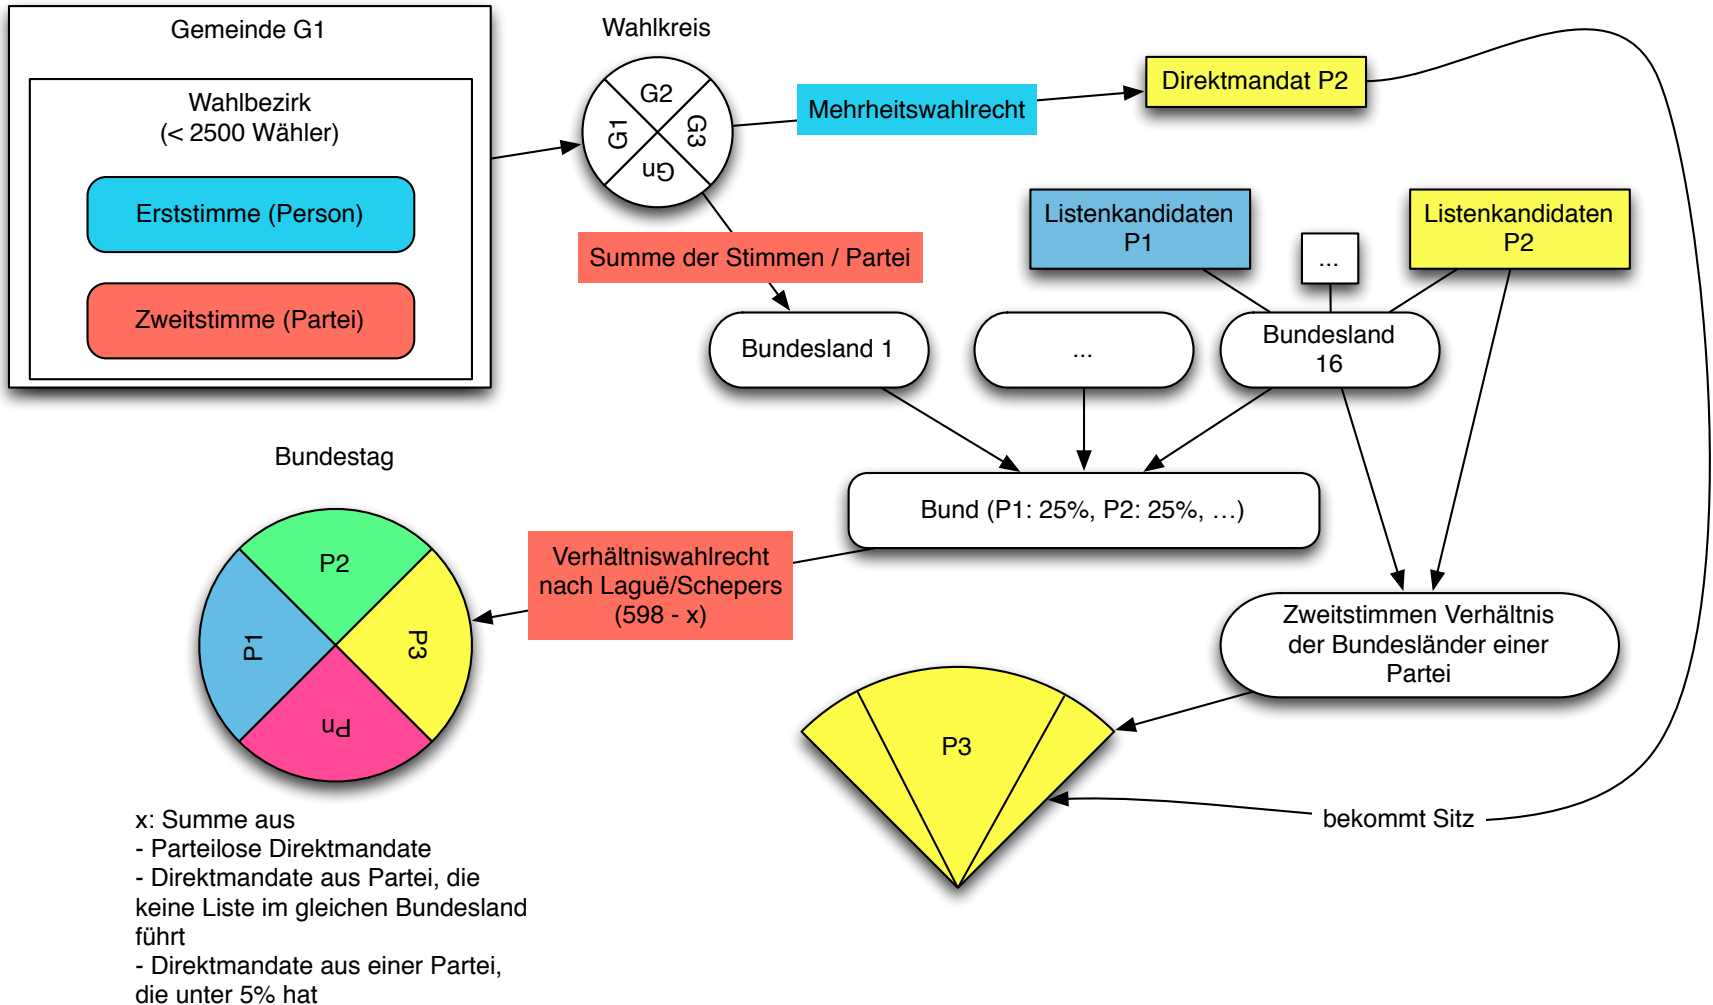 Gemeinde G1
Wahlbezirk
(< 2500 Wähler)
Erststimme (Person)
Zweitstimme (Partei)
Wahlkreis
G2
G1
G3
Gn
Mehrheitswahlrecht
Direktmandat P2
Summe der Stimmen / Partei
Listenkandidaten
P1
...
Listenkandidaten
P2
Bundesland 1
...
Bundesland
16
Bund (P1: 25%, P2: 25%, …)
Bundestag
P2
P1
P3
Pn
Verhältniswahlrecht
nach Laguë/Schepers
(598 - x)
Zweitstimmen Verhältnis
der Bundesländer einer
Partei
P3
bekommt Sitz
x: Summe aus
- Parteilose Direktmandate
- Direktmandate aus Partei, die
keine Liste im gleichen Bundesland
führt
- Direktmandate aus einer Partei,
die unter 5% hat